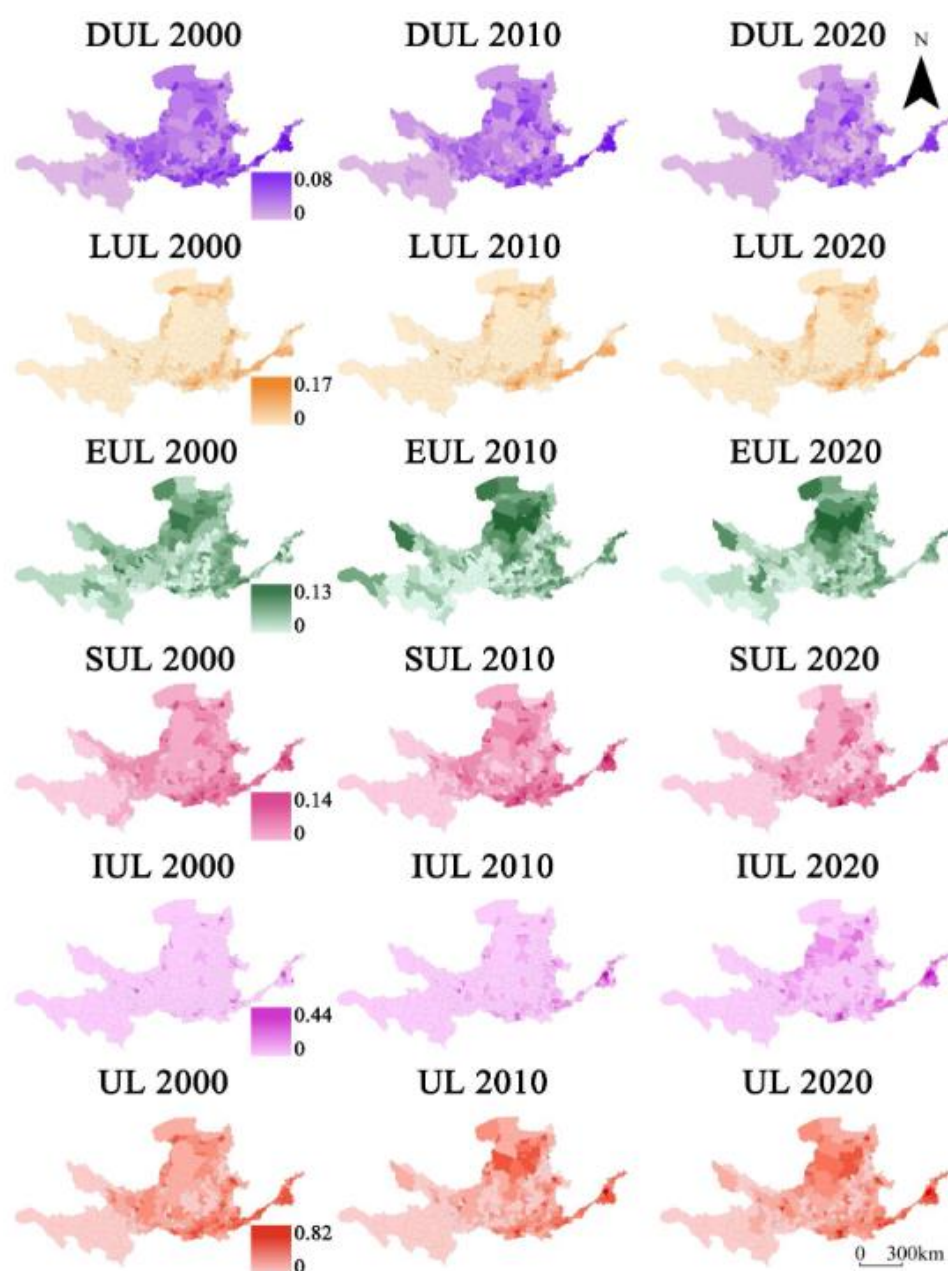 DUL 2000 DUL 2010 DUL 2020 N
0.08
0
LUL 2000 LUL 2010 LUL 2020
0.17
0
EUL 2000 EUL 2010 EUL 2020
0.13
0
SUL 2000 SUL 2010 SUL 2020
0.14
0
IUL 2000 IUL 2010 IUL 2020
0.44
0
UL 2000 UL 2010 UL 2020
0.82
0
0 300km